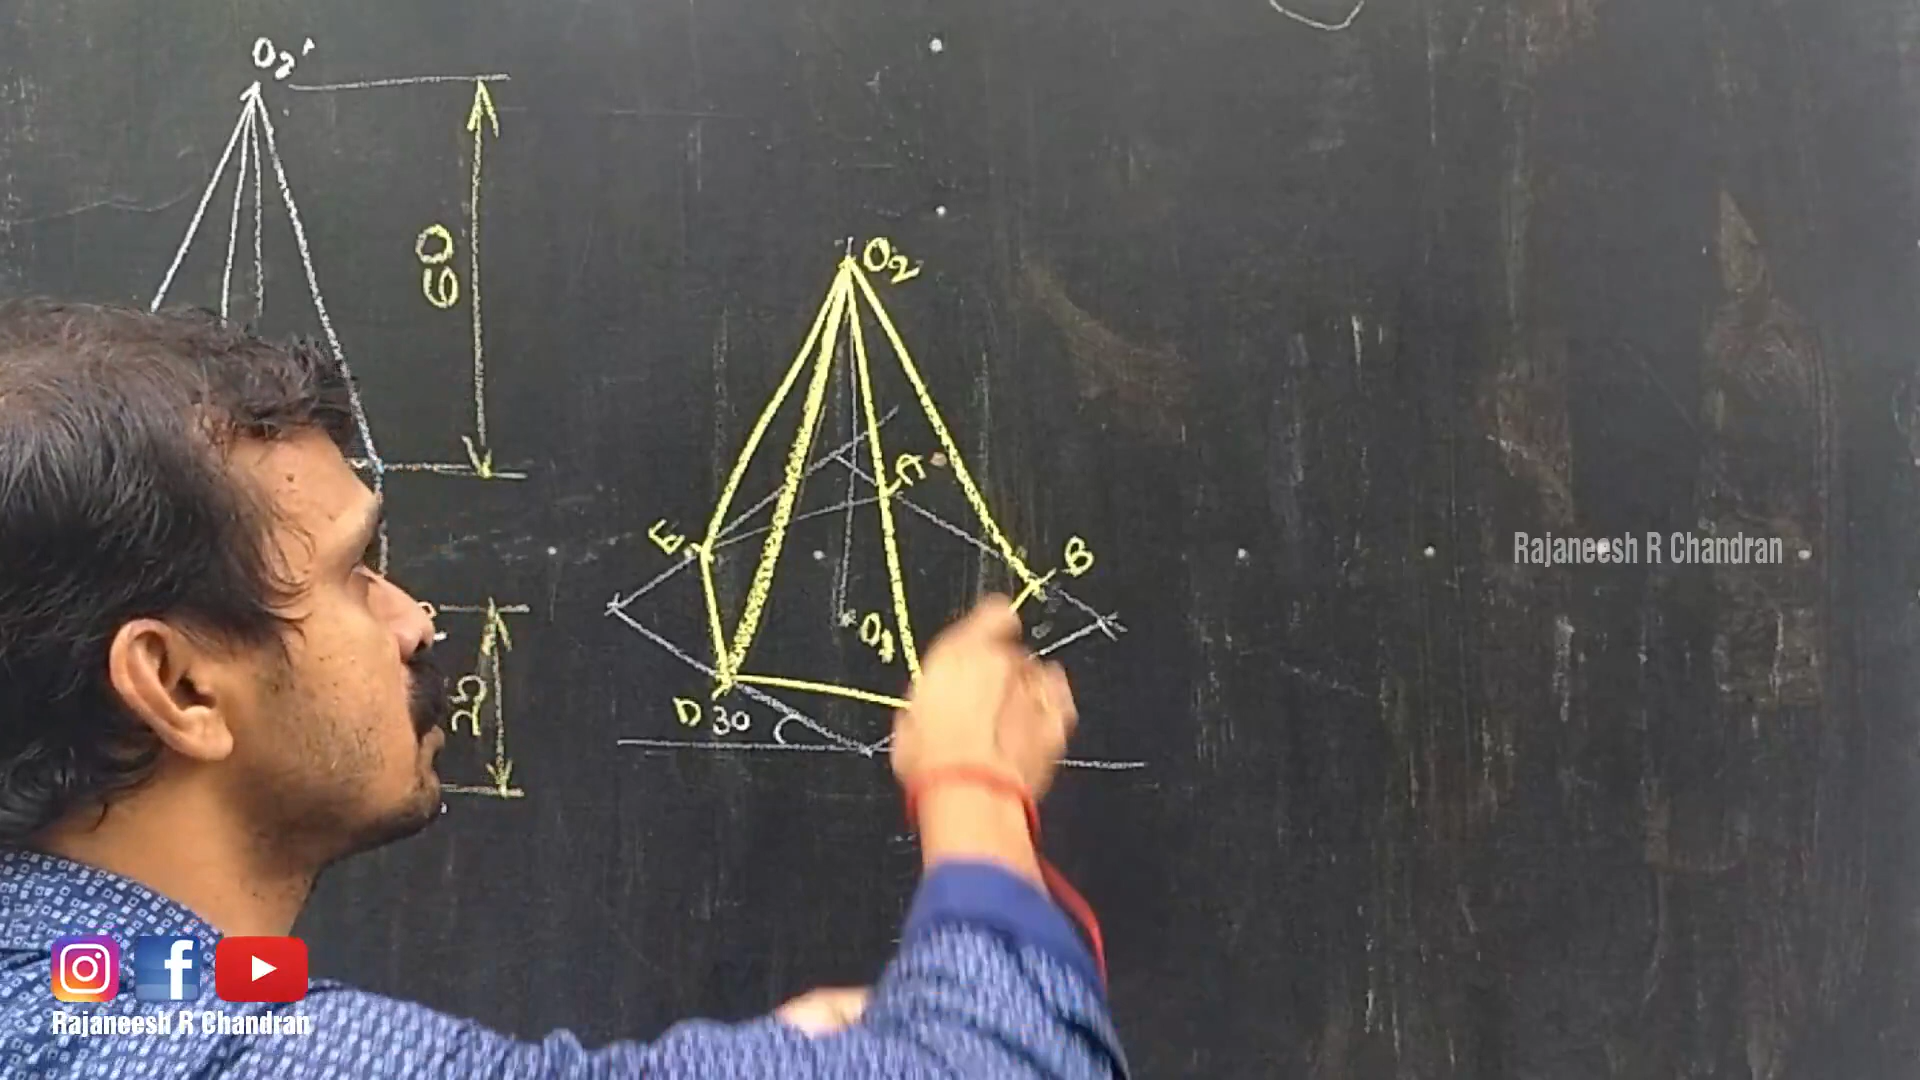 O₂'
60
25
O₂
A
B
E
D
30
O₁
Rajaneesh R Chandran
Rajaneesh R Chandran